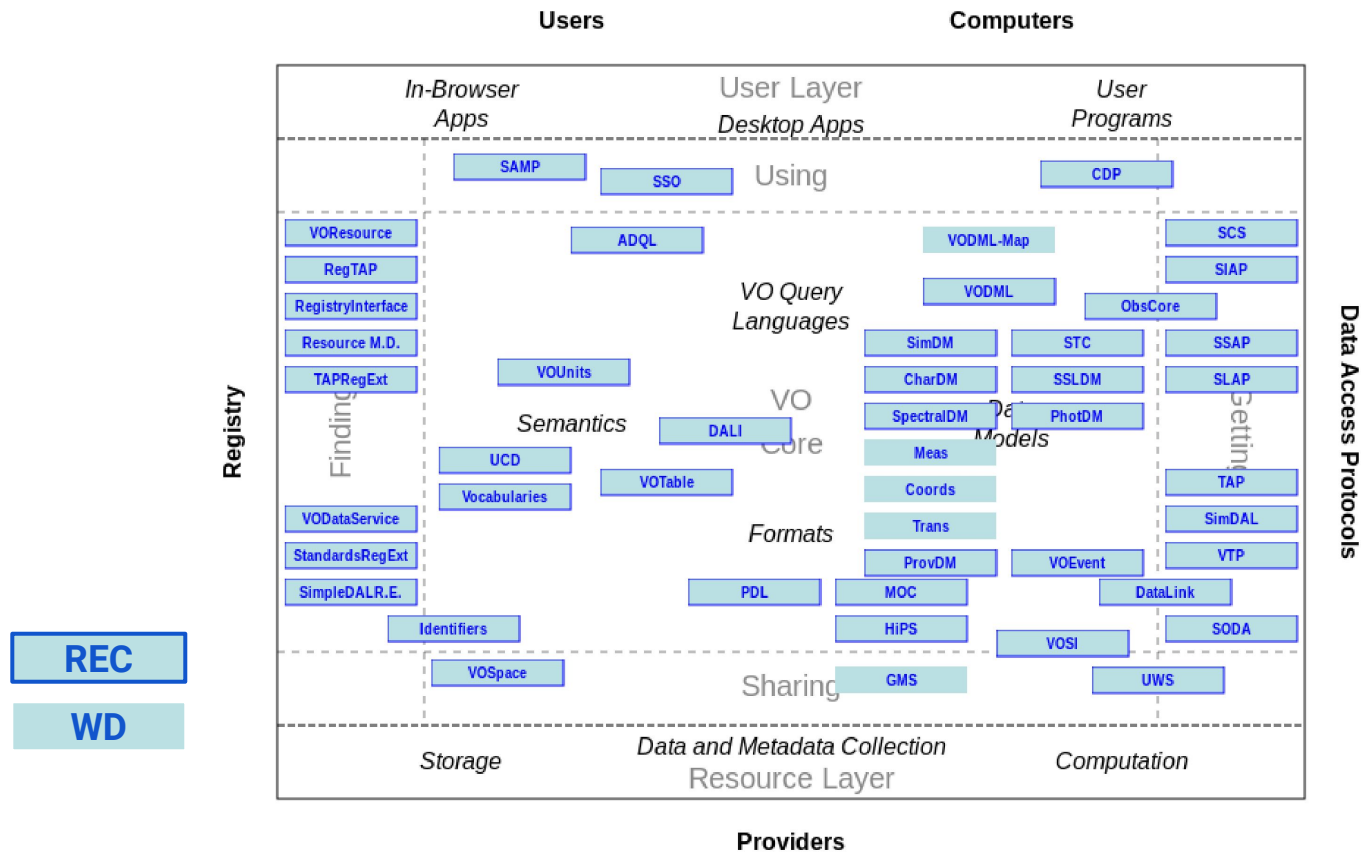 Users
Computers
In-Browser
Apps
User Layer
Desktop Apps
User
Programs
SAMP
SSO
Using
CDP
VOResource
ADQL
VODML-Map
SCS
RegTAP
SIAP
RegistryInterface
VO Query
Languages
VODML
ObsCore
Resource M.D.
SimDM
STC
SSAP
TAPRegExt
VOUnits
CharDM
SSLDM
SLAP
Registry
Finding
Semantics
VO
Core
DALI
SpectralDM
PhotDM
Data
Models
Getting
Data Access Protocols
UCD
Meas
Vocabularies
VOTable
Coords
TAP
VODataService
Formats
Trans
SimDAL
StandardsRegExt
ProvDM
VOEvent
VTP
SimpleDALR.E.
PDL
MOC
DataLink
Identifiers
HiPS
VOSI
SODA
REC
VOSpace
Sharing
GMS
UWS
WD
Storage
Data and Metadata Collection
Resource Layer
Computation
Providers